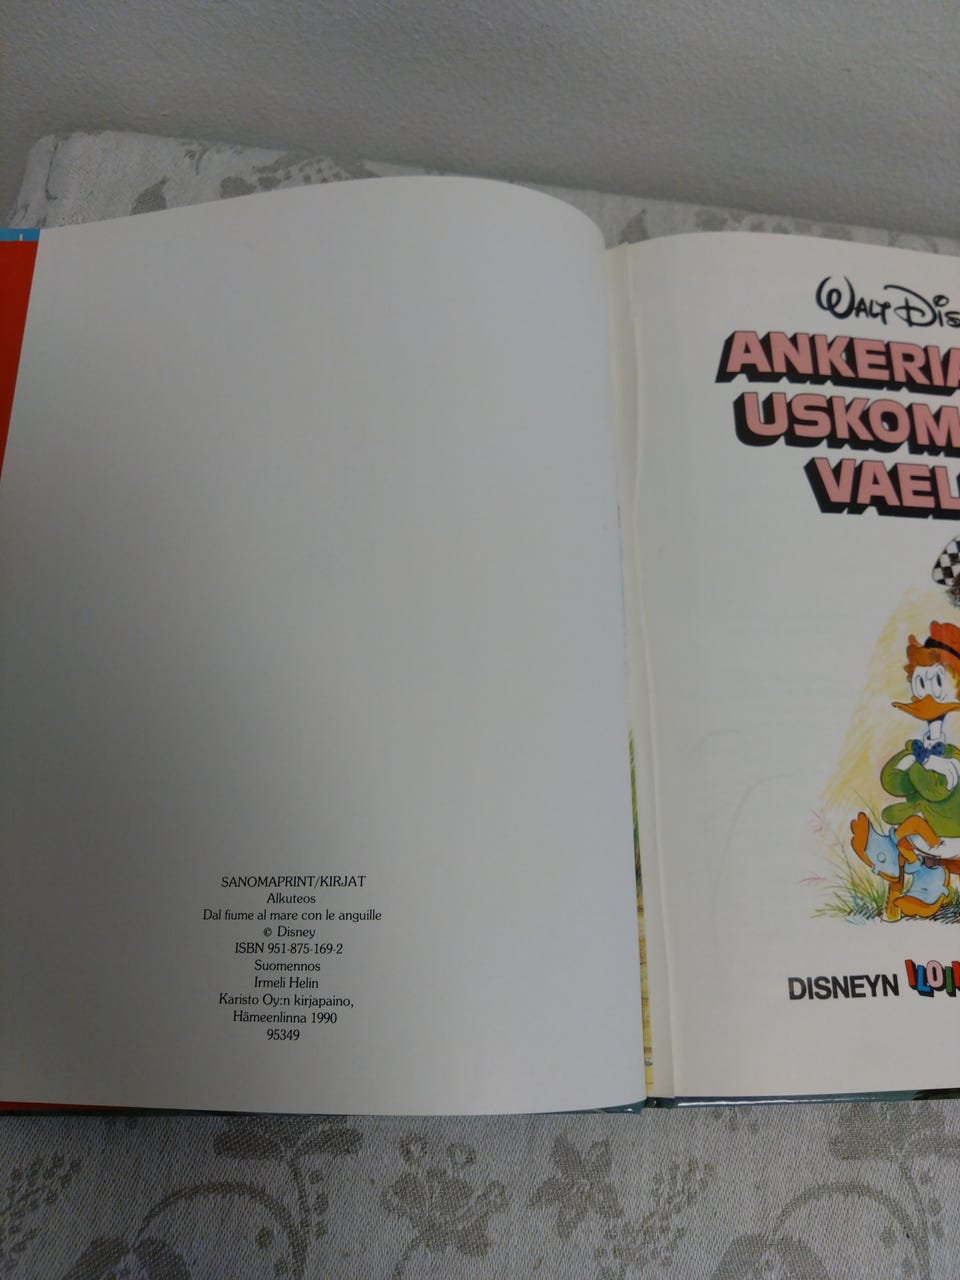 SANOMAPRINT/KIRJAT
Alkuteos
Dal fiume al mare con le anguille
© Disney
ISBN 951-875-169-2
Suomennos
Irmeli Helin
Karisto Oy:n kirjapaino,
Hämeenlinna 1990
95349
WALT DIS
ANKERIA
USKOM
VAEL
DISNEYN ILOI